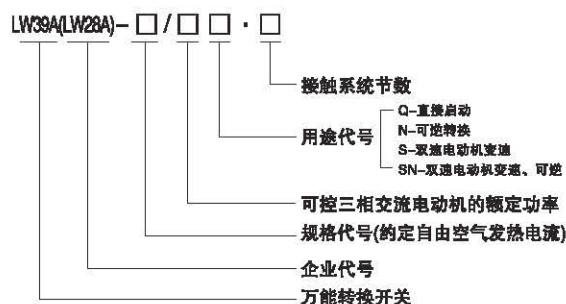 LW39A(LW28A)-□/□□·□
接触系统节数
用途代号
Q-直接启动
N-可逆转换
S-双速电动机变速
SN-双速电动机变速、可逆
可控三相交流电动机的额定功率
规格代号(约定自由空气发热电流)
企业代号
万能转换开关